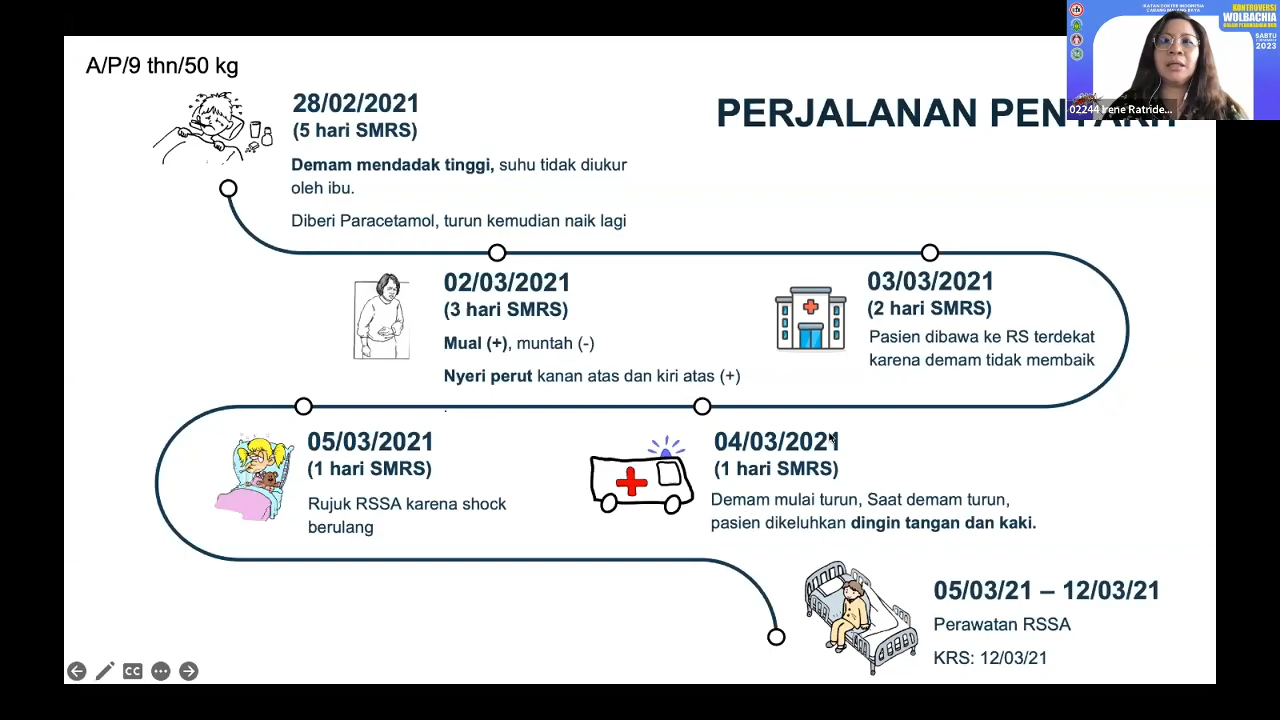 A/P/9 thn/50 kg
PERJALANAN
28/02/2021
(5 hari SMRS)
Demam mendadak tinggi, suhu tidak diukur
oleh ibu.
Diberi Paracetamol, turun kemudian naik lagi
02/03/2021
(3 hari SMRS)
Mual (+), muntah (-)
Nyeri perut kanan atas dan kiri atas (+)
03/03/2021
(2 hari SMRS)
Pasien dibawa ke RS terdekat
karena demam tidak membaik
05/03/2021
(1 hari SMRS)
Rujuk RSSA karena shock
berulang
04/03/2021
(1 hari SMRS)
Demam mulai turun, Saat demam turun,
pasien dikeluhkan dingin tangan dan kaki.
05/03/21 – 12/03/21
Perawatan RSSA
KRS: 12/03/21
CC
KONTROVERSI
WOLBACHIA
SABTU
2023
02244 Irene Ratride...